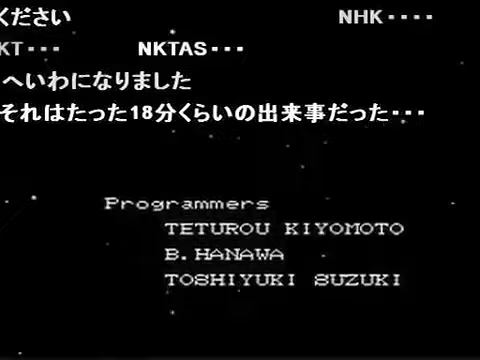 ください NHK････
KT･･･ NKTAS･･･
へいわになりました
それはたった18分くらいの出来事だった･･･
Programmers
TETUROU KIYOMOTO
B.HANAWA
TOSHIYUKI SUZUKI